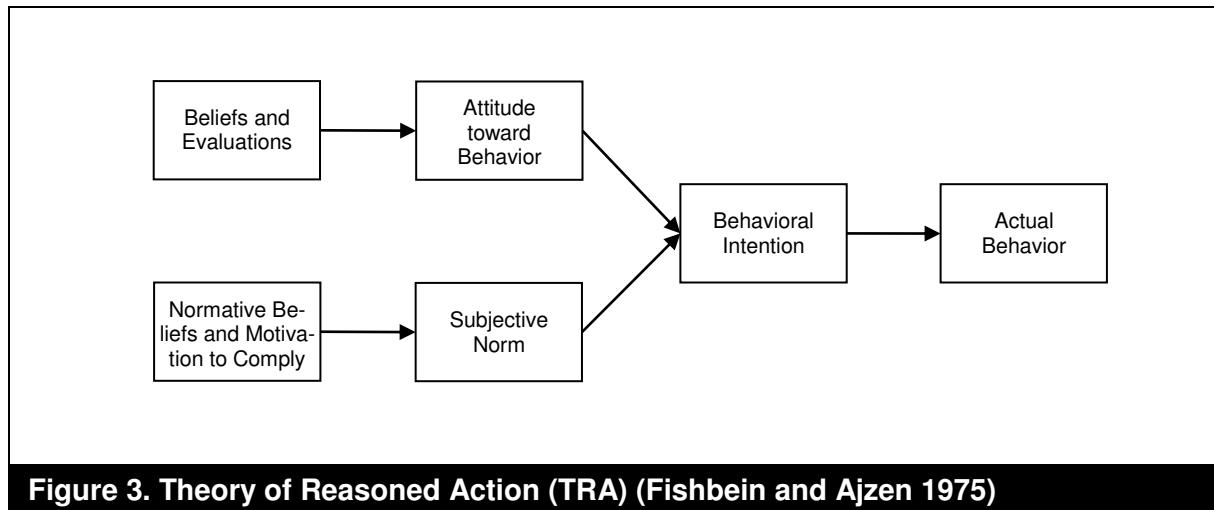 Beliefs and
Evaluations
Attitude
toward
Behavior
Behavioral
Intention
Actual
Behavior
Normative Be-
liefs and Motiva-
tion to Comply
Subjective
Norm
Figure 3. Theory of Reasoned Action (TRA) (Fishbein and Ajzen 1975)